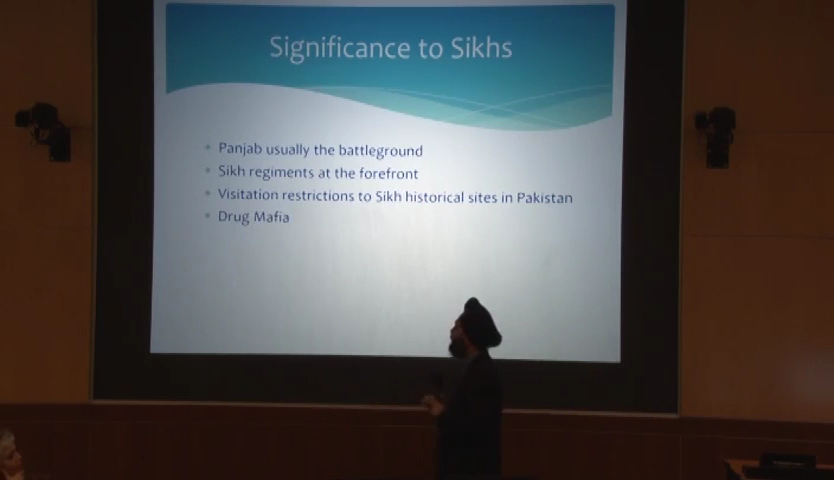 Significance to Sikhs
Panjab usually the battleground
Sikh regiments at the forefront
Visitation restrictions to Sikh historical sites in Pakistan
Drug Mafia